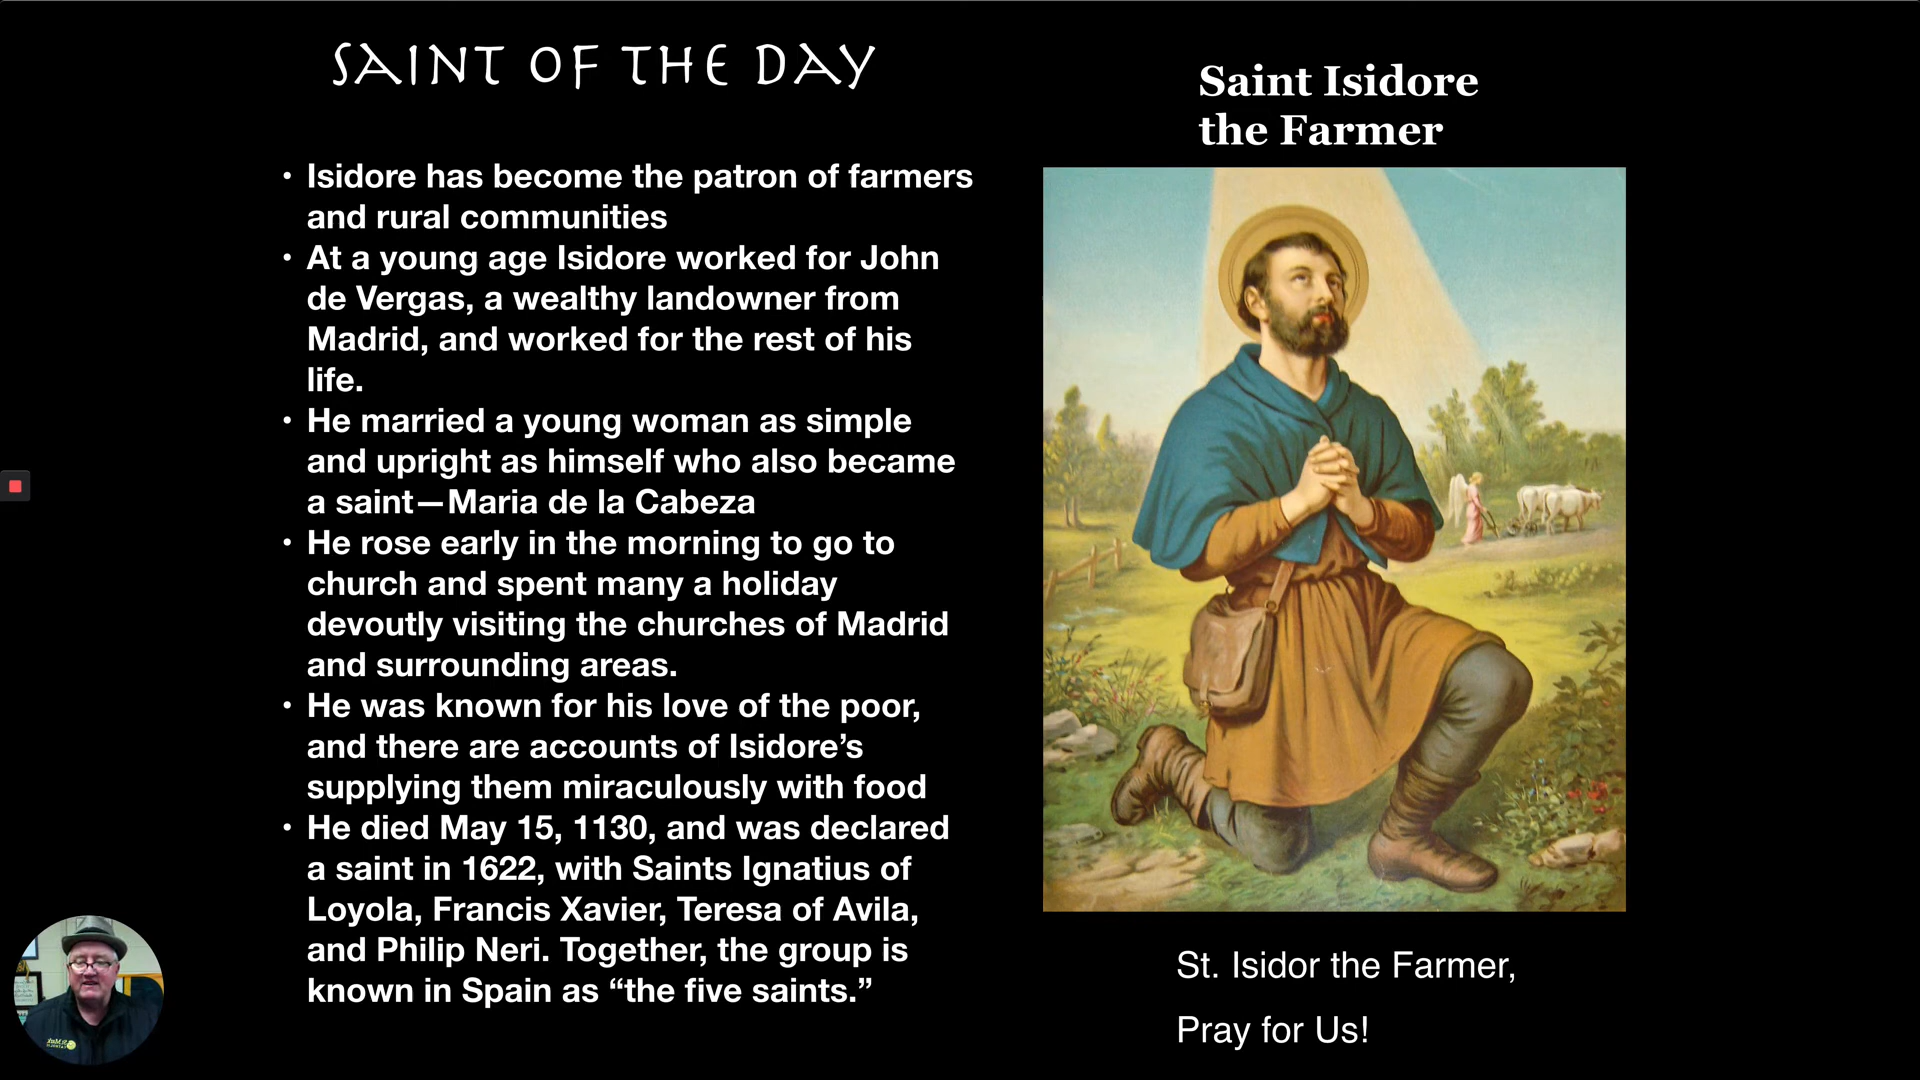 SAINT OF THE DAY
• Isidore has become the patron of farmers
and rural communities
• At a young age Isidore worked for John
de Vergas, a wealthy landowner from
Madrid, and worked for the rest of his
life.
• He married a young woman as simple
and upright as himself who also became
a saint—Maria de la Cabeza
• He rose early in the morning to go to
church and spent many a holiday
devoutly visiting the churches of Madrid
and surrounding areas.
• He was known for his love of the poor,
and there are accounts of Isidore’s
supplying them miraculously with food
• He died May 15, 1130, and was declared
a saint in 1622, with Saints Ignatius of
Loyola, Francis Xavier, Teresa of Avila,
and Philip Neri. Together, the group is
known in Spain as “the five saints.”
Saint Isidore
the Farmer
St. Isidor the Farmer,
Pray for Us!